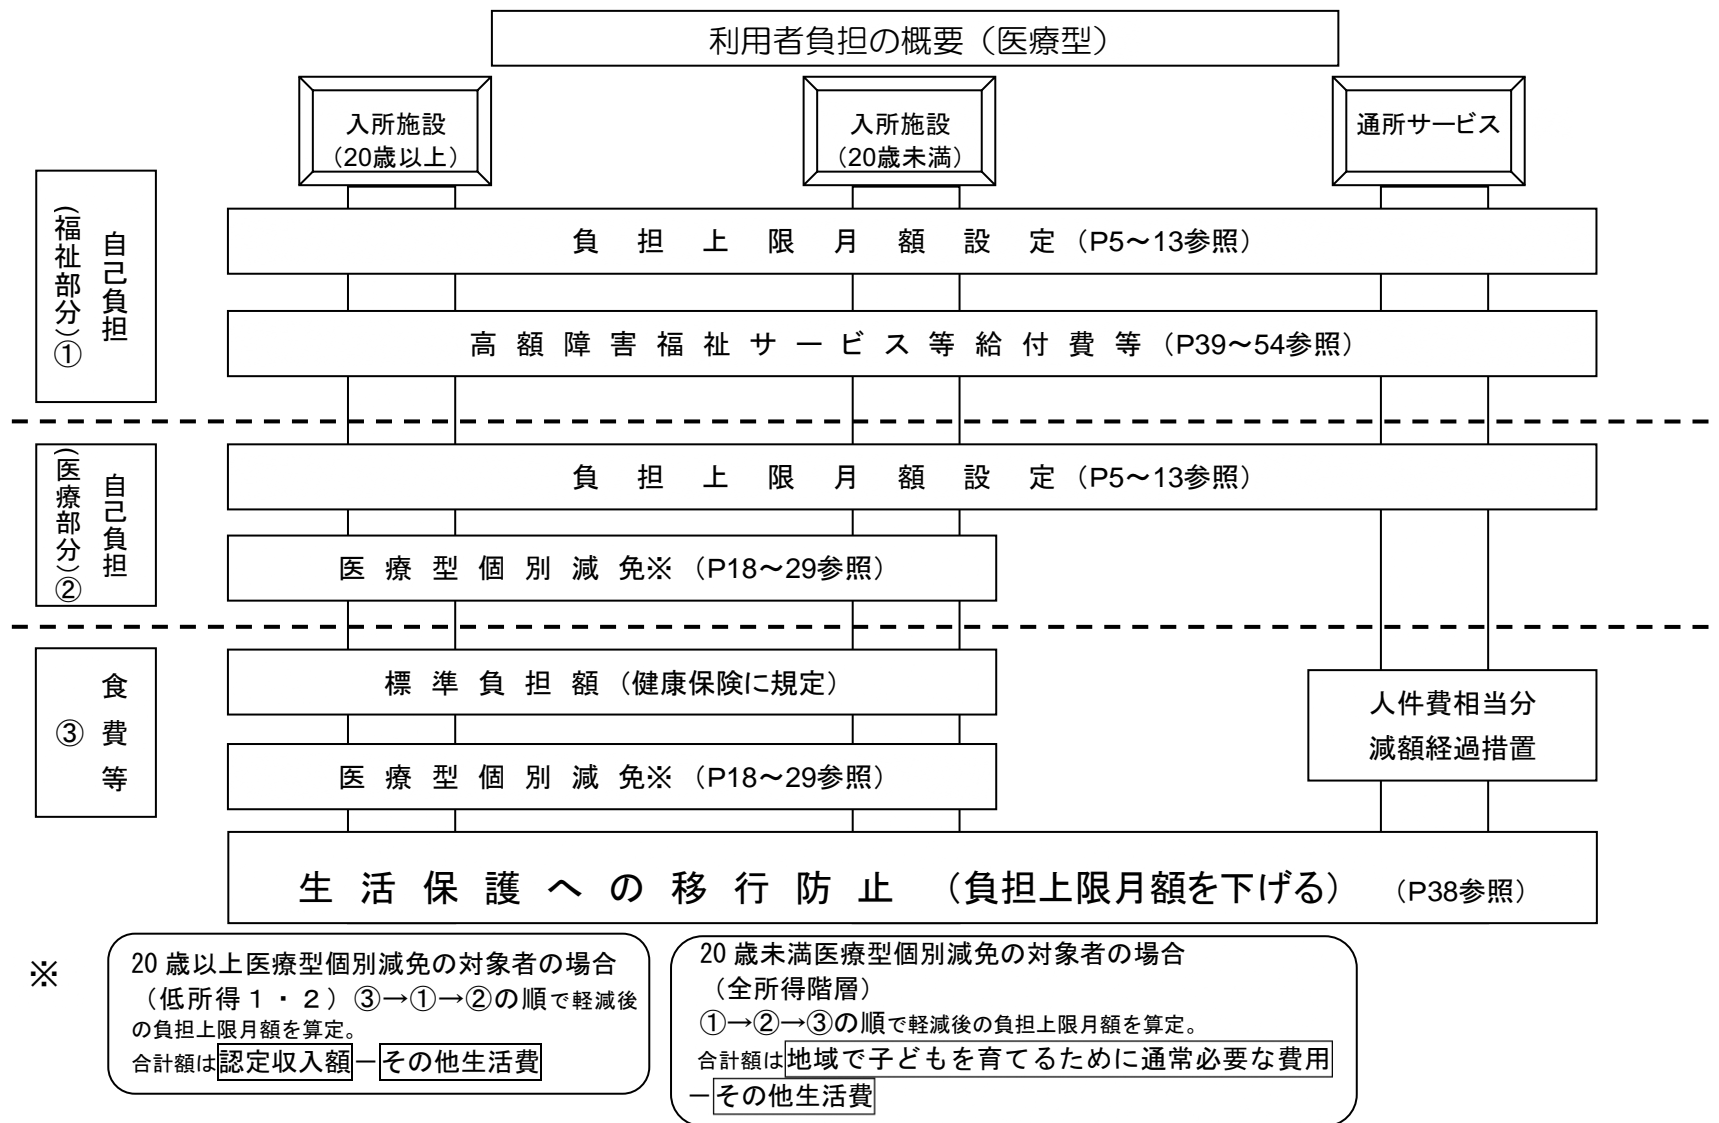 利用者負担の概要（医療型）
入所施設
（20歳以上）
入所施設
（20歳未満）
通所サービス
自己負担
（福祉部分）①
負担上限月額設定（P5～13参照）
高額障害福祉サービス等給付費等（P39～54参照）
自己負担
（医療部分）②
負担上限月額設定（P5～13参照）
医療型個別減免※（P18～29参照）
食費等
③
標準負担額（健康保険に規定）
人件費相当分
減額経過措置
医療型個別減免※（P18～29参照）
生活保護への移行防止（負担上限月額を下げる）（P38参照）
※
20歳以上医療型個別減免の対象者の場合
（低所得１・２）③→①→②の順で軽減後
の負担上限月額を算定。
合計額は認定収入額－その他生活費
20歳未満医療型個別減免の対象者の場合
（全所得階層）
①→②→③の順で軽減後の負担上限月額を算定。
合計額は地域で子どもを育てるために通常必要な費用
－その他生活費